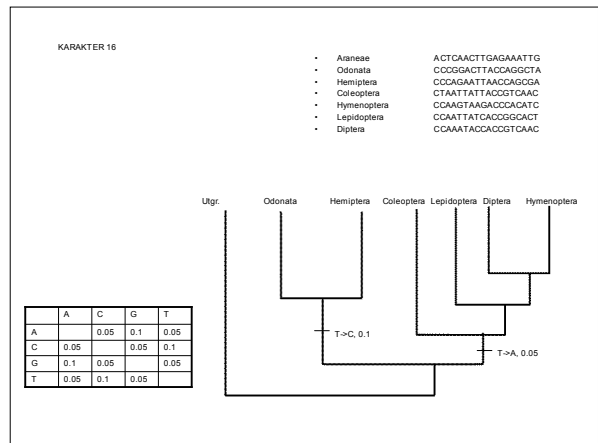 KARAKTER 16
• Araneae ACTCAACTTGAGAAATTG
• Odonata CCCGGACTTACCAGGCTA
• Hemiptera CCCAGAATTAACCAGCGA
• Coleoptera CTAATTATTACCGTCAAC
• Hymenoptera CCAAGTAAGACCCACATC
• Lepidoptera CCAATTATCACCGGCACT
• Diptera CCAAATACCACCGTCAAC
Utgr. Odonata Hemiptera Coleoptera Lepidoptera Diptera Hymenoptera
A C G T
A 0.05 0.1 0.05
C 0.05 0.05 0.1
G 0.1 0.05 0.05
T 0.05 0.1 0.05
T->C, 0.1
T->A, 0.05